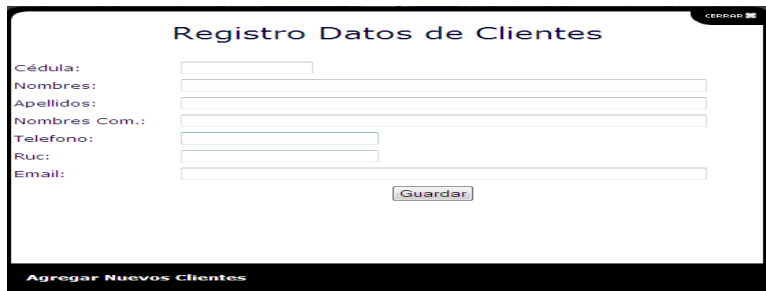 CERRAR
Registro Datos de Clientes
Cédula:
Nombres:
Apellidos:
Nombres Com.:
Telefono:
Ruc:
Email:
Guardar
Agregar Nuevos Clientes